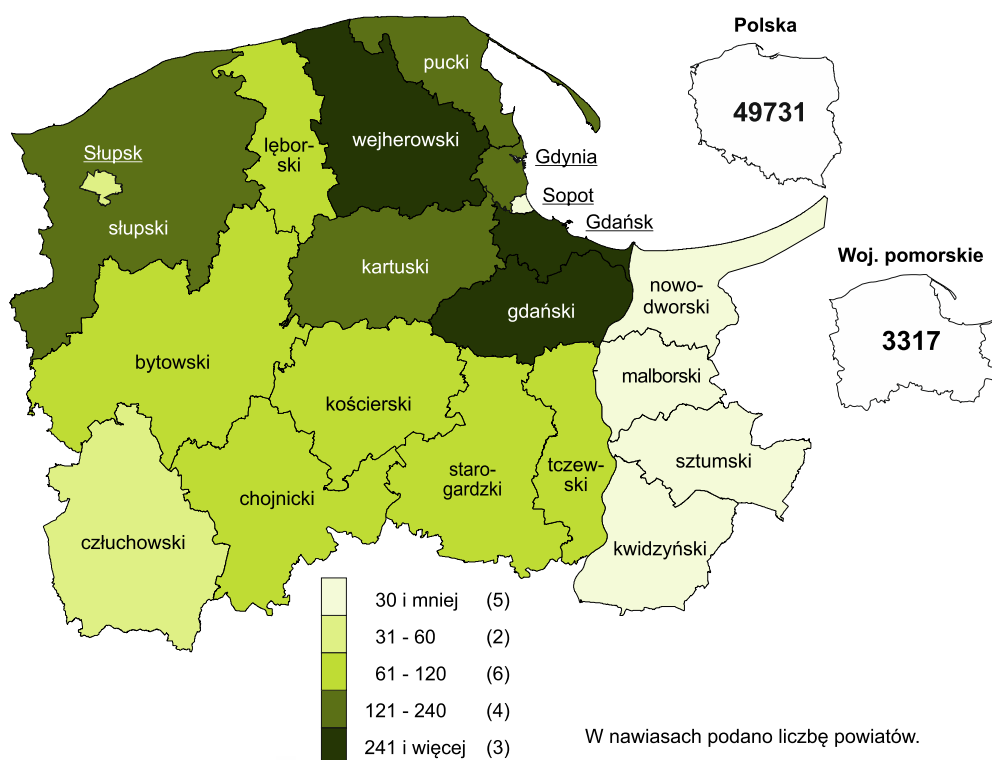 Polska
49731
pucki
Słupsk
lębor-
ski
wejherowski
Gdynia
Sopot
Gdańsk
słupski
kartuski
Woj. pomorskie
3317
gdański
nowo-
dworski
bytowski
malborski
kościerski
sztumski
staro-
gardzki
tczew-
ski
chojnicki
człuchowski
kwidzyński
30 i mniej (5)
31 - 60 (2)
61 - 120 (6)
121 - 240 (4)
241 i więcej (3)
W nawiasach podano liczbę powiatów.